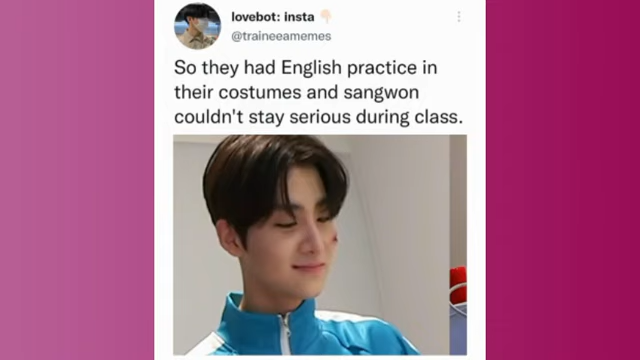 lovebot: insta 👇🏻
@traineeamemes
So they had English practice in
their costumes and sangwon
couldn't stay serious during class.